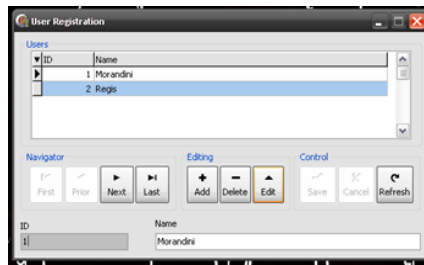 User Registration
Users
ID Name
1 Morandini
2 Regis
Navigator Editing Control
First Prior Next Last Add Delete Edit Save Cancel Refresh
ID Name
1 Morandini